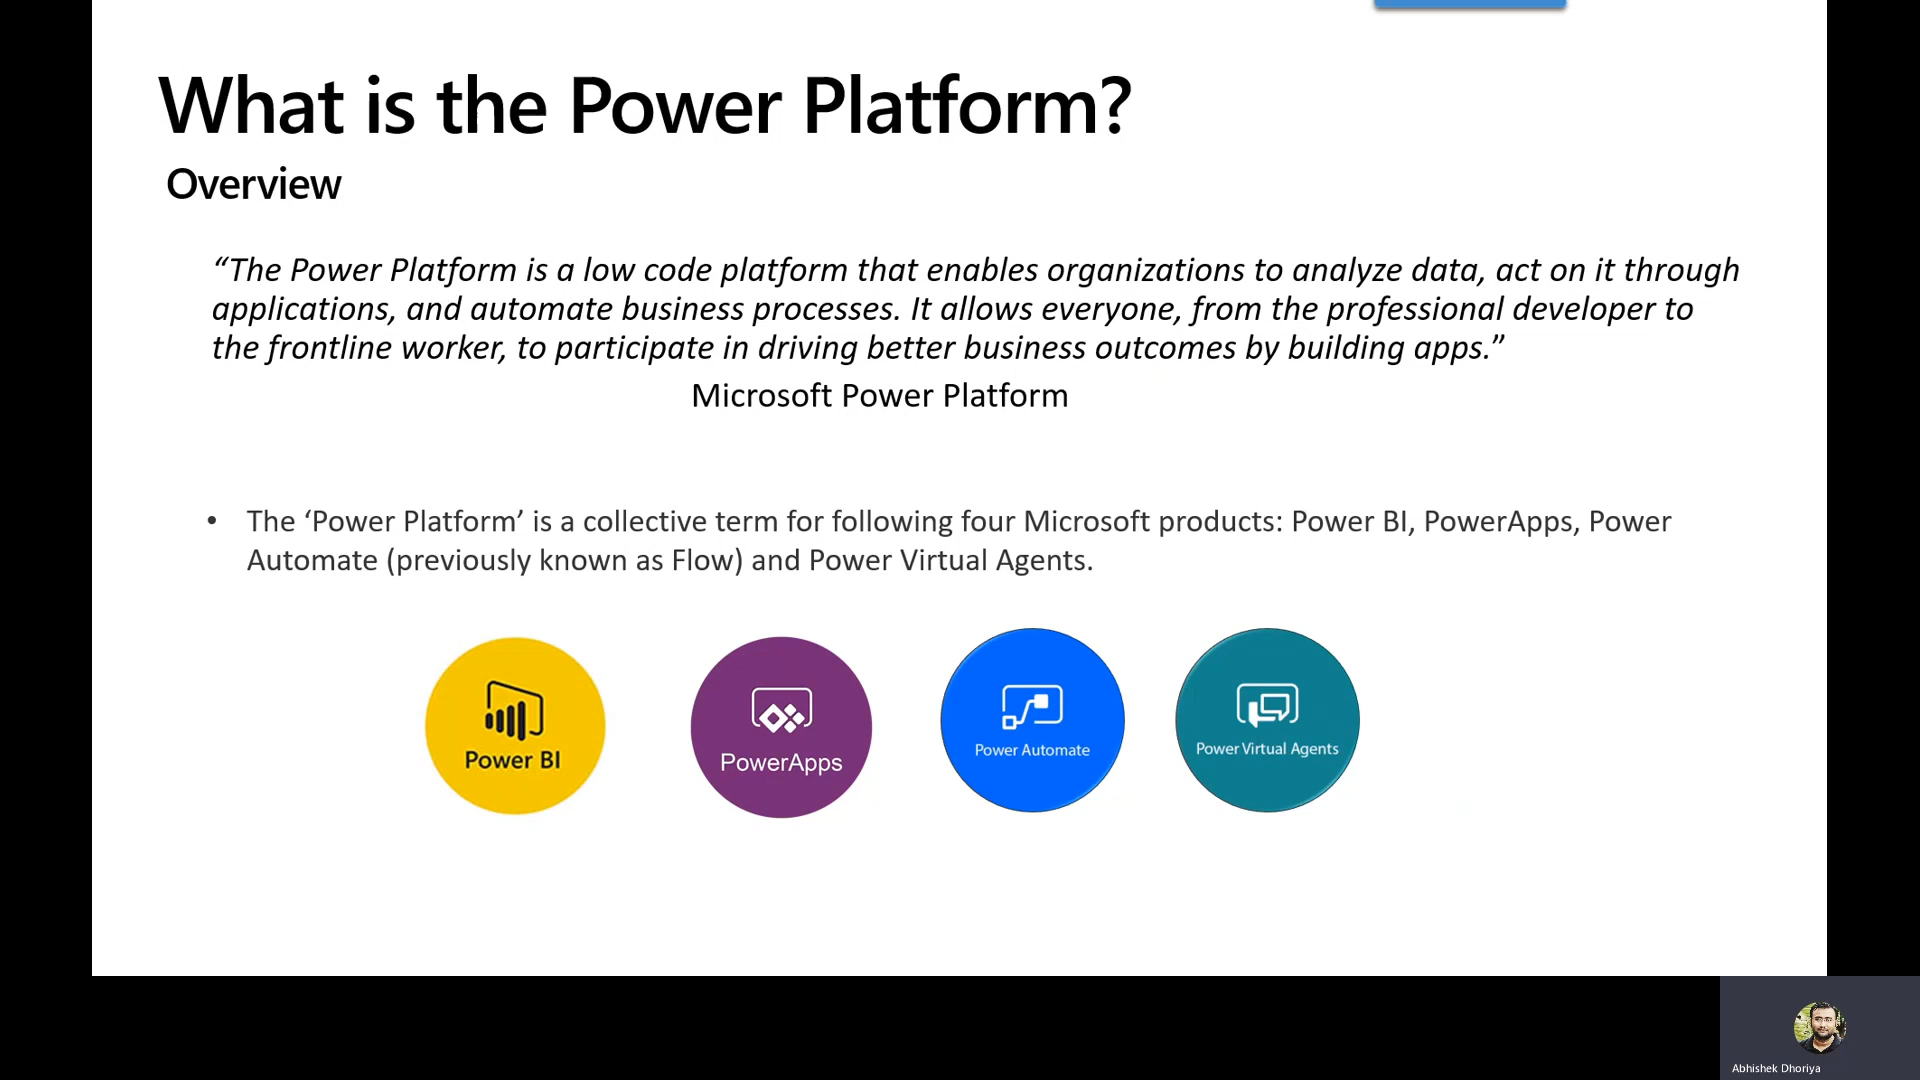 What is the Power Platform?
Overview
“The Power Platform is a low code platform that enables organizations to analyze data, act on it through
applications, and automate business processes. It allows everyone, from the professional developer to
the frontline worker, to participate in driving better business outcomes by building apps.”
Microsoft Power Platform
• The ‘Power Platform’ is a collective term for following four Microsoft products: Power BI, PowerApps, Power
Automate (previously known as Flow) and Power Virtual Agents.
Power BI
PowerApps
Power Automate
Power Virtual Agents
Abhishek Dhoriya